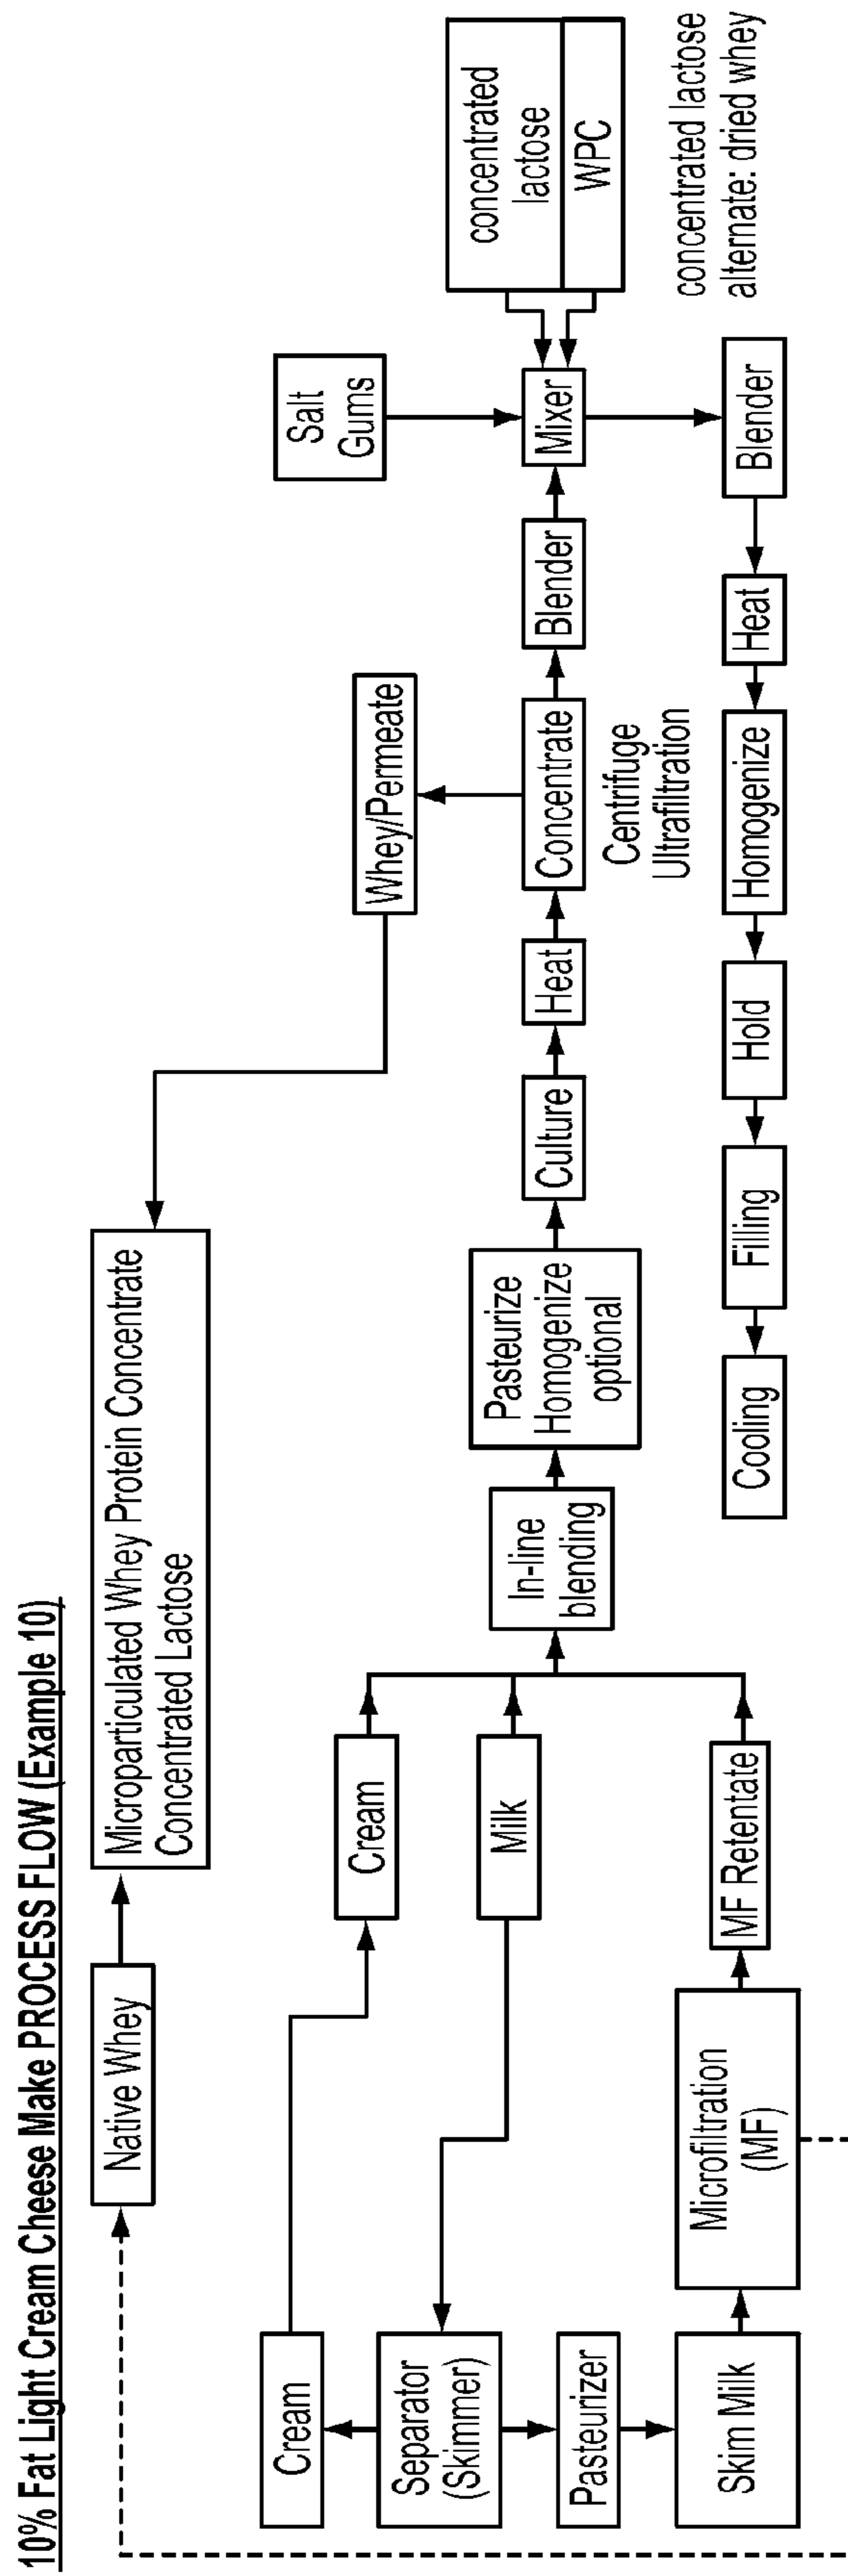 10% Fat Light Cream Cheese Make PROCESS FLOW (Example 10)
Native Whey
Microparticulated Whey Protein Concentrate
Concentrated Lactose
Whey/Permeate
Salt
Gums
Cream
Cream
Separator
(Skimmer)
Milk
Pasteurizer
Skim Milk
Microfiltration
(MF)
MF Retentate
In-line
blending
Pasteurize
Homogenize
optional
Culture
Heat
Concentrate
Centrifuge
Ultrafiltration
Blender
Mixer
concentrated
lactose
WPC
concentrated lactose
alternate: dried whey
Blender
Heat
Homogenize
Hold
Filling
Cooling